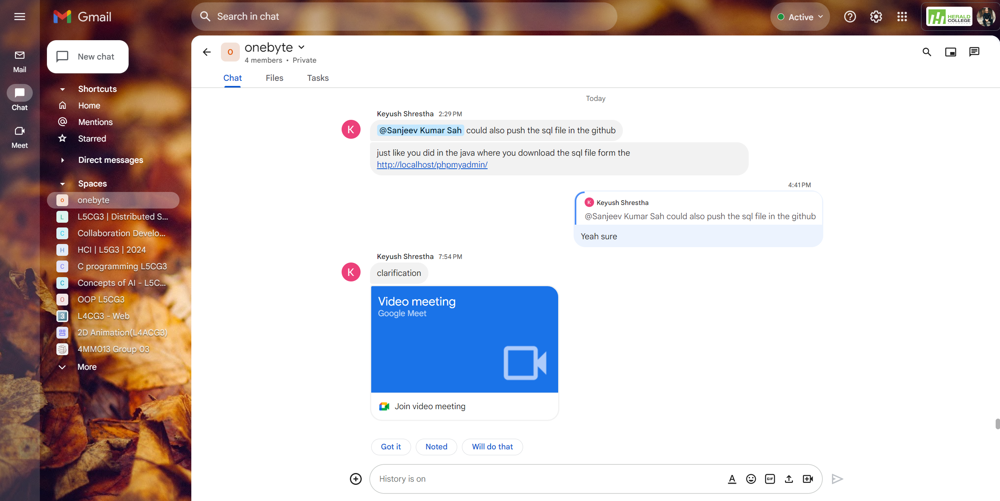 Gmail
Search in chat
Active
HERALD
COLLEGE
Mail
Chat
Meet
New chat
Shortcuts
Home
Mentions
Starred
Direct messages
Spaces
o onebyte
L L5CG3 | Distributed S...
C Collaboration Develo...
H HCI | L5G3 | 2024
C C programming L5CG3
C Concepts of AI - L5C...
O OOP L5CG3
3 L4CG3 - Web
2D Animation(L4ACG3)
4MM013 Group 03
More
o onebyte
4 members • Private
Chat Files Tasks
Today
Keyush Shrestha 2:29 PM
K
@Sanjeev Kumar Sah could also push the sql file in the github
just like you did in the java where you download the sql file form the
http://localhost/phpmyadmin/
4:41 PM
K Keyush Shrestha
@Sanjeev Kumar Sah could also push the sql file in the github
Yeah sure
Keyush Shrestha 7:54 PM
K
clarification
Video meeting
Google Meet
Join video meeting
Got it Noted Will do that
History is on
A GIF